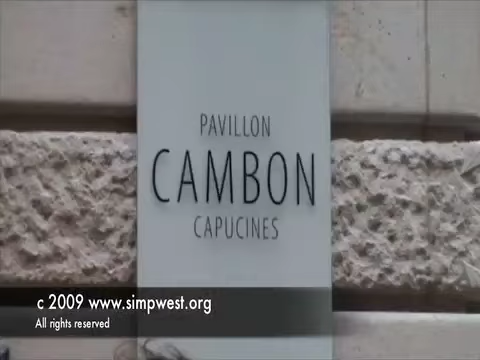 PAVILLON
CAMBON
CAPUCINES
c 2009 www.simpwest.org
All rights reserved